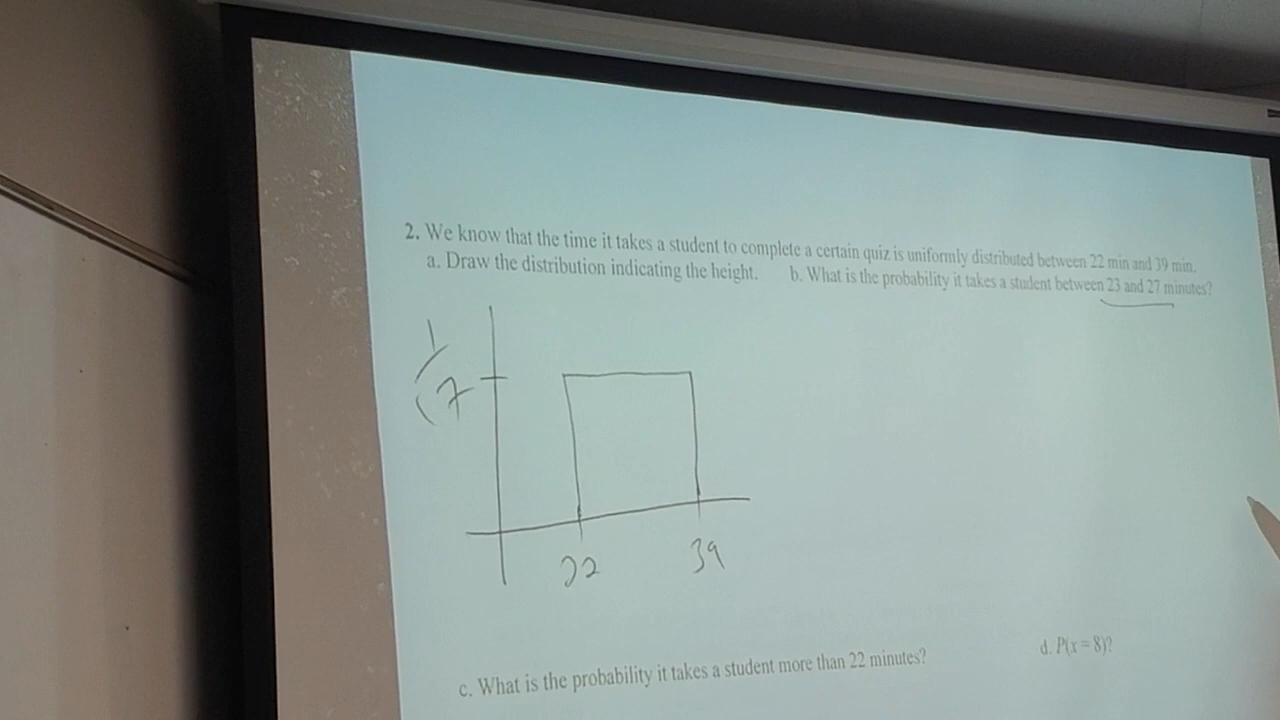 2. We know that the time it takes a student to complete a certain quiz is uniformly distributed between 22 min and 39 min.
a. Draw the distribution indicating the height. b. What is the probability it takes a student between 23 and 27 minutes?
1/17
22 39
c. What is the probability it takes a student more than 22 minutes? d. P(x = 8)?